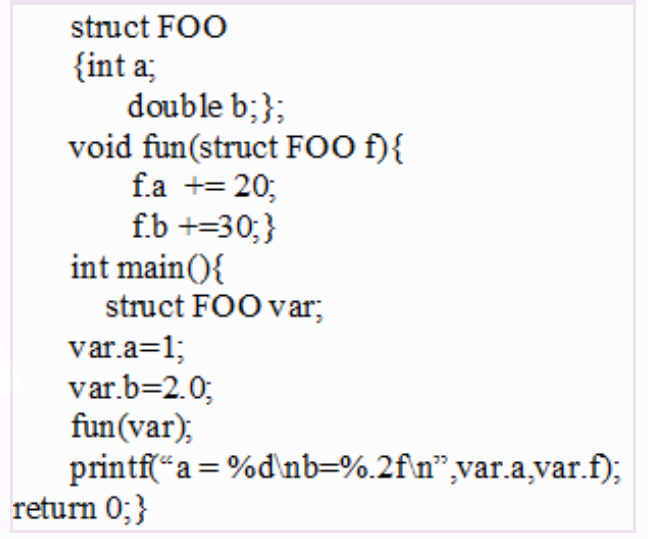 struct FOO
{int a;
double b;};
void fun(struct FOO f){
f.a += 20;
f.b +=30;}
int main(){
struct FOO var;
var.a=1;
var.b=2.0;
fun(var);
printf(“a = %d\nb=%.2f\n”,var.a,var.f);
return 0;}